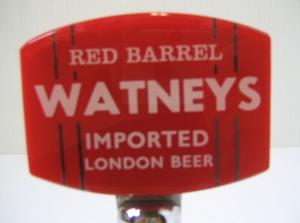 RED BARREL
WATNEYS
IMPORTED
LONDON BEER